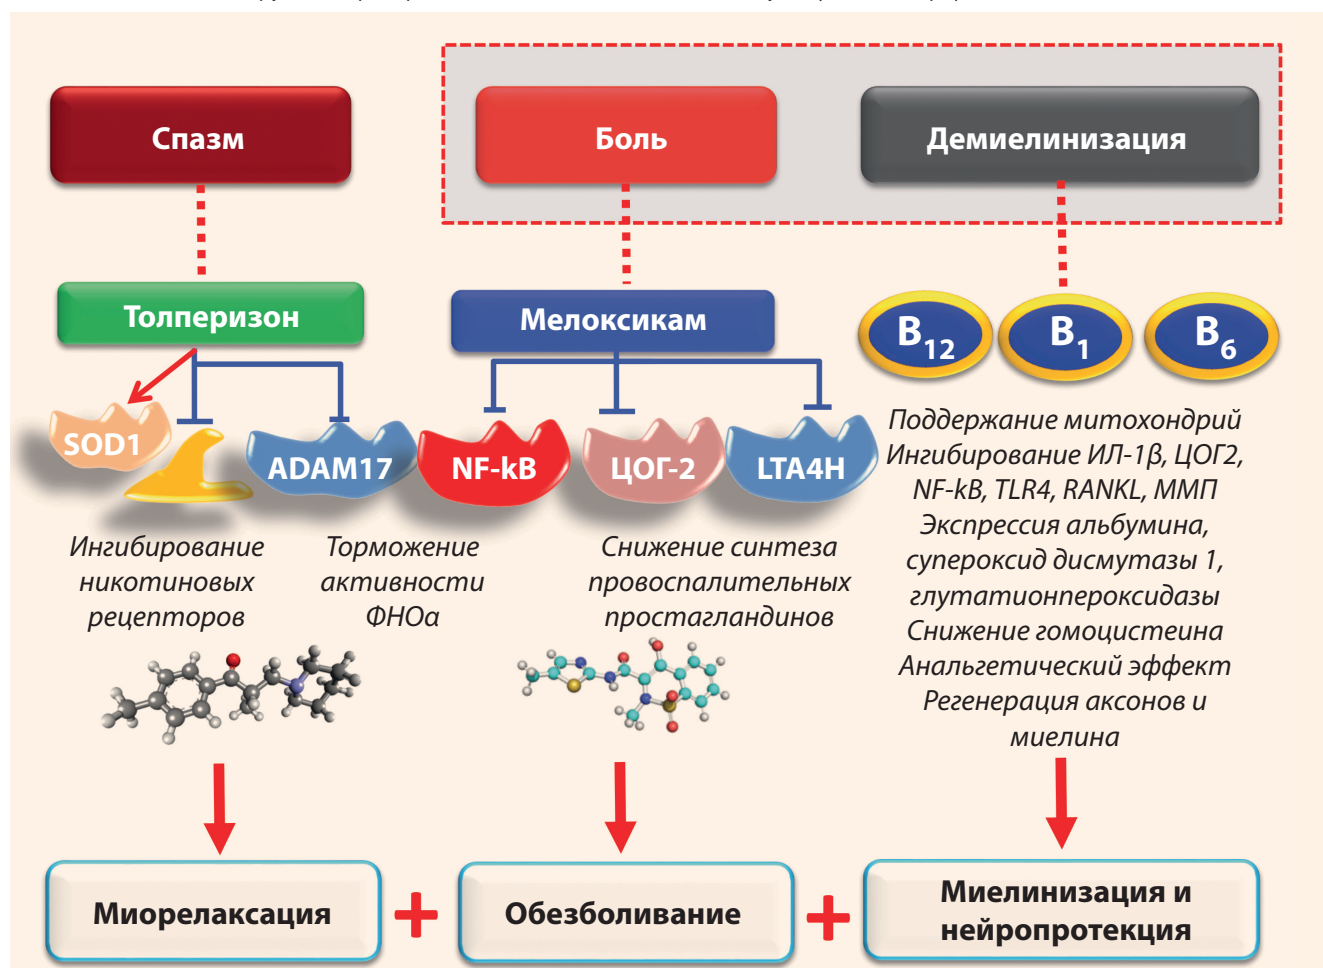 Спазм
Боль
Демиелинизация
Толперизон
Мелоксикам
B12
B1
B6
SOD1
ADAM17
NF-kB
ЦОГ-2
LTA4H
Ингибирование
никотиновых
рецепторов
Торможение
активности
ФНОα
Снижение синтеза
провоспалительных
простагландинов
Поддержание митохондрий
Ингибирование ИЛ-1β, ЦОГ2,
NF-kB, TLR4, RANKL, ММП
Экспрессия альбумина,
супероксид дисмутазы 1,
глутатионпероксидазы
Снижение гомоцистеина
Анальгетический эффект
Регенерация аксонов и
миелина
Миорелаксация
+
Обезболивание
+
Миелинизация и
нейропротекция